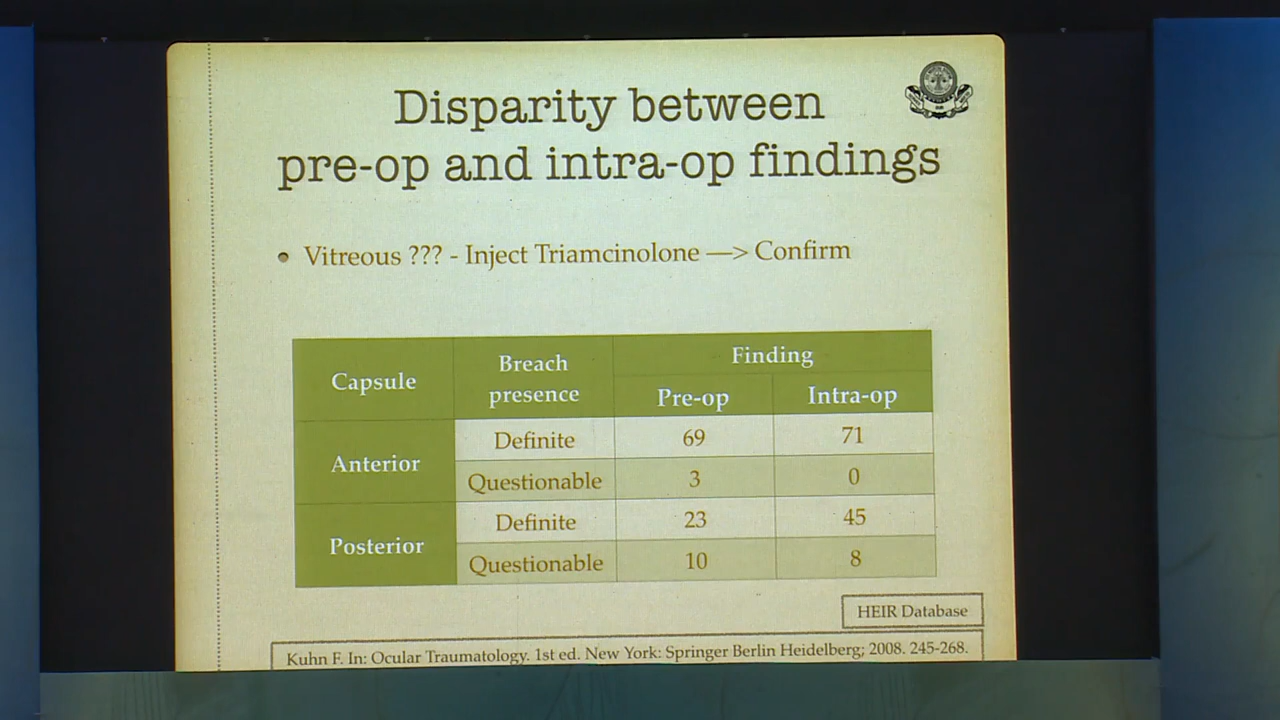 Disparity between
pre-op and intra-op findings
• Vitreous ??? - Inject Triamcinolone —> Confirm
Capsule Breach presence Finding
Pre-op Intra-op
Anterior Definite 69 71
Questionable 3 0
Posterior Definite 23 45
Questionable 10 8
HEIR Database
Kuhn F. In: Ocular Traumatology. 1st ed. New York: Springer Berlin Heidelberg; 2008. 245-268.